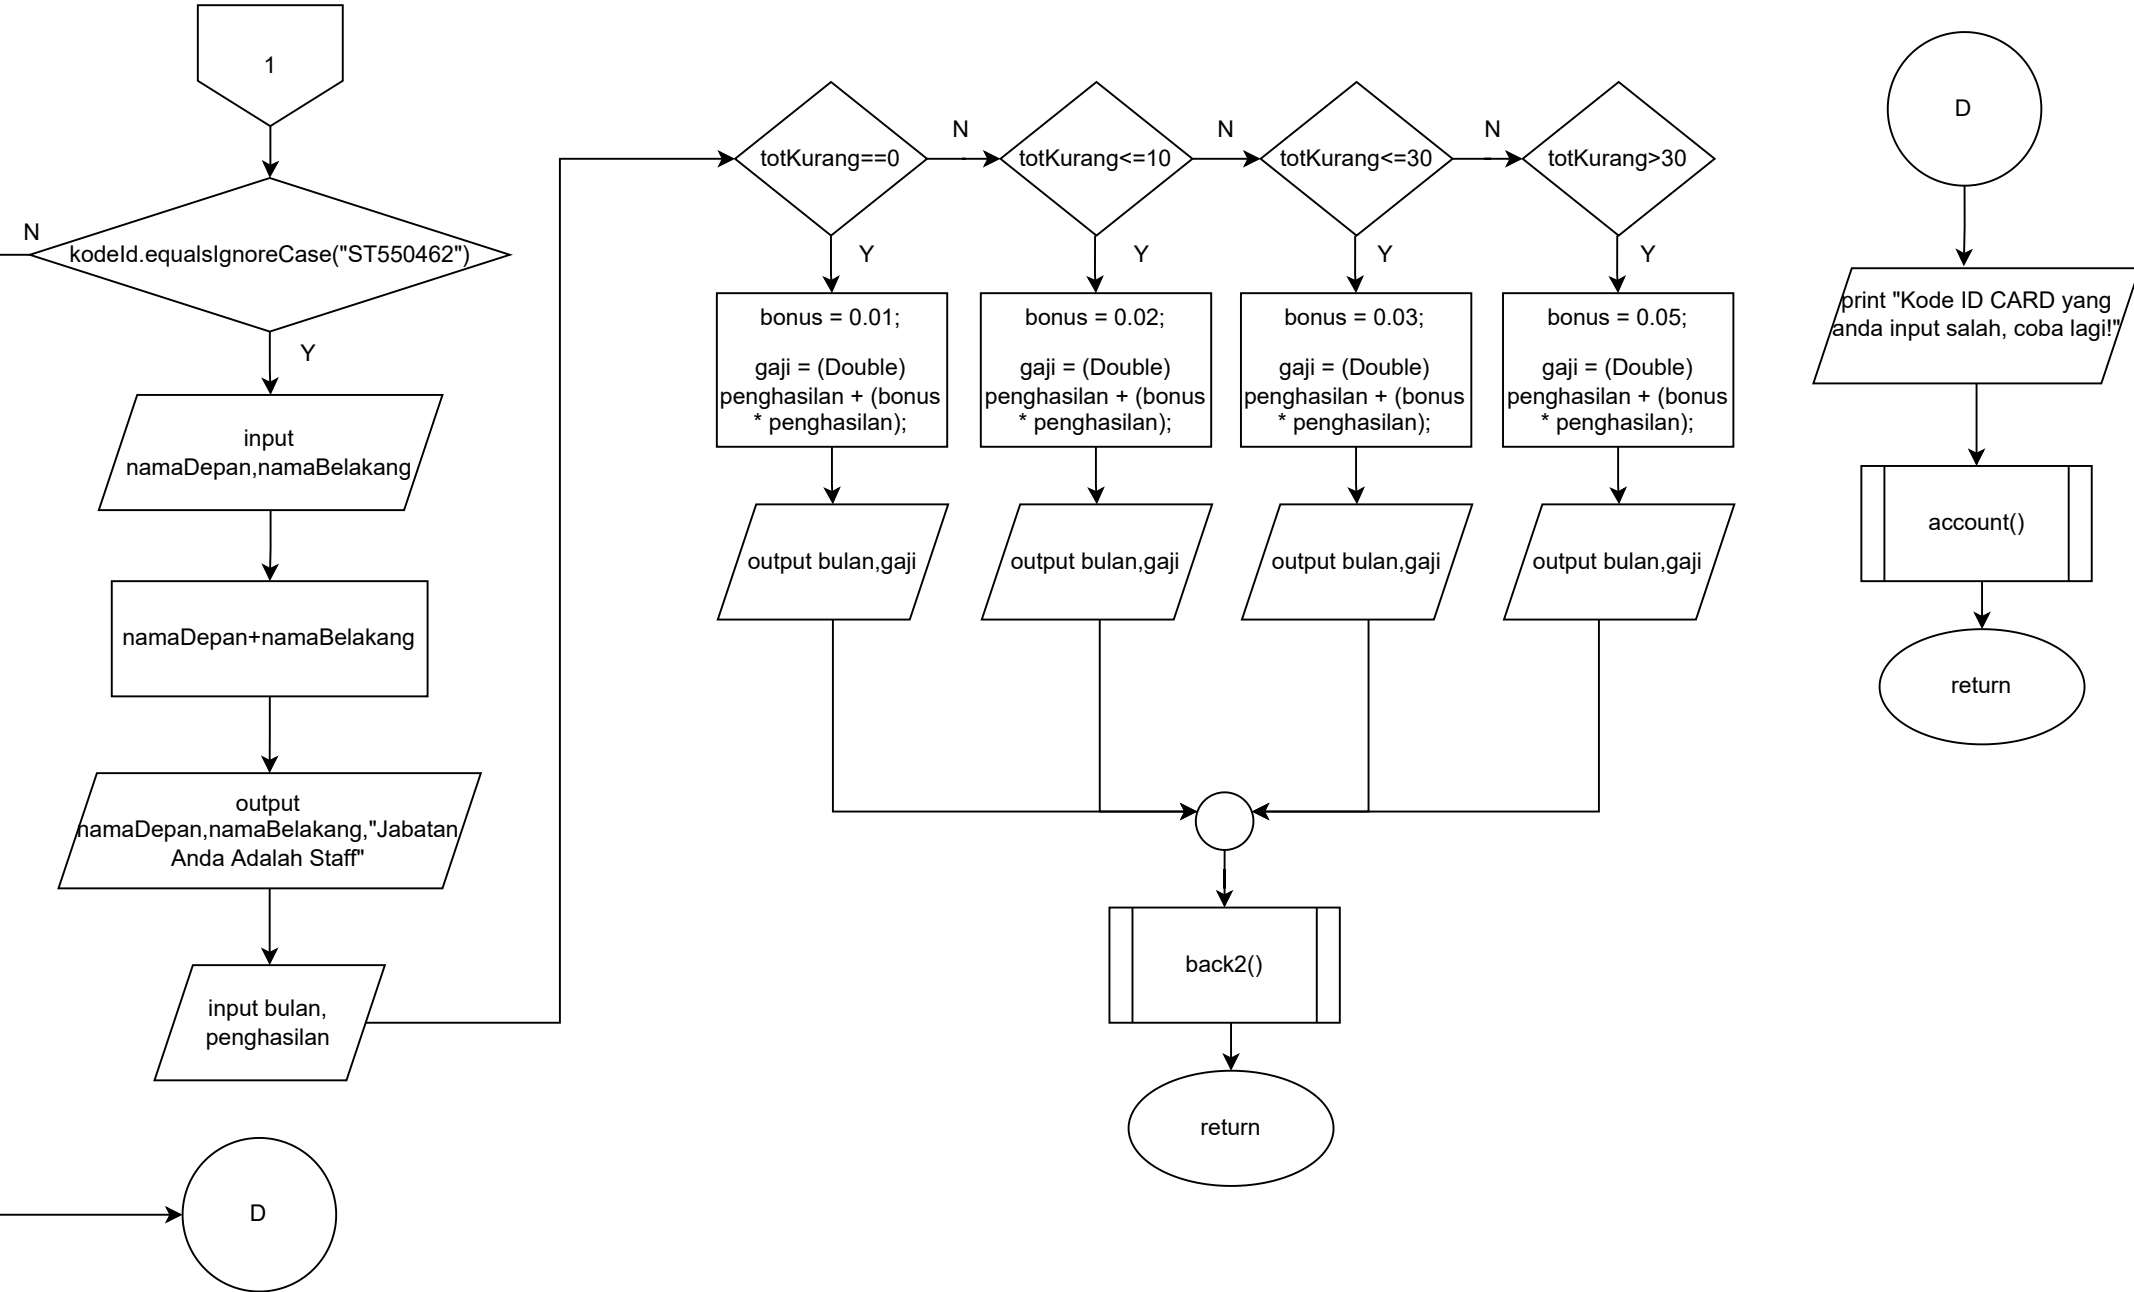 1
N
kodeId.equalsIgnoreCase("ST550462")
Y
input
namaDepan,namaBelakang
namaDepan+namaBelakang
output
namaDepan,namaBelakang,"Jabatan
Anda Adalah Staff"
input bulan,
penghasilan
D
totKurang==0
N
totKurang<=10
N
totKurang<=30
N
totKurang>30
Y
Y
Y
Y
bonus = 0.01;
gaji = (Double)
penghasilan + (bonus
* penghasilan);
bonus = 0.02;
gaji = (Double)
penghasilan + (bonus
* penghasilan);
bonus = 0.03;
gaji = (Double)
penghasilan + (bonus
* penghasilan);
bonus = 0.05;
gaji = (Double)
penghasilan + (bonus
* penghasilan);
output bulan,gaji
output bulan,gaji
output bulan,gaji
output bulan,gaji
back2()
return
D
print "Kode ID CARD yang
anda input salah, coba lagi!"
account()
return